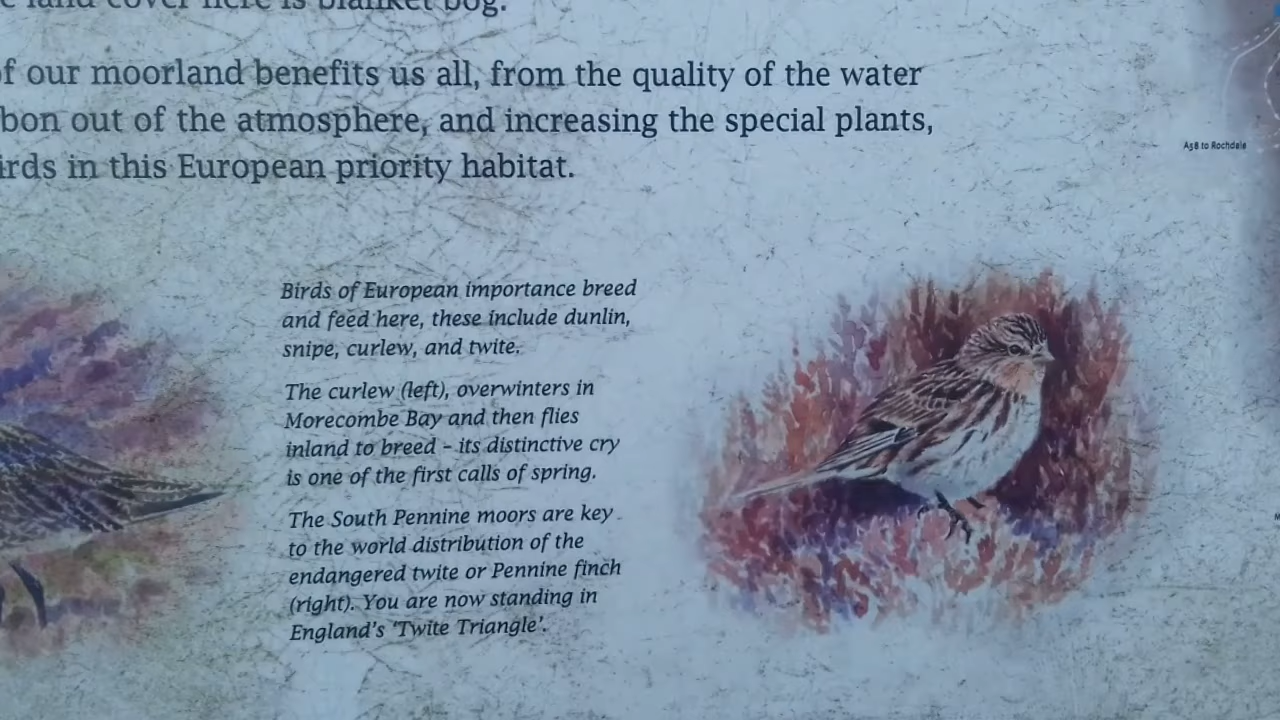 land cover here is blanket bog.
of our moorland benefits us all, from the quality of the water
bon out of the atmosphere, and increasing the special plants,
irds in this European priority habitat.
A58 to Rochdale
Birds of European importance breed
and feed here, these include dunlin,
snipe, curlew, and twite.
The curlew (left), overwinters in
Morecombe Bay and then flies
inland to breed – its distinctive cry
is one of the first calls of spring.
The South Pennine moors are key
to the world distribution of the
endangered twite or Pennine finch
(right). You are now standing in
England's 'Twite Triangle'.